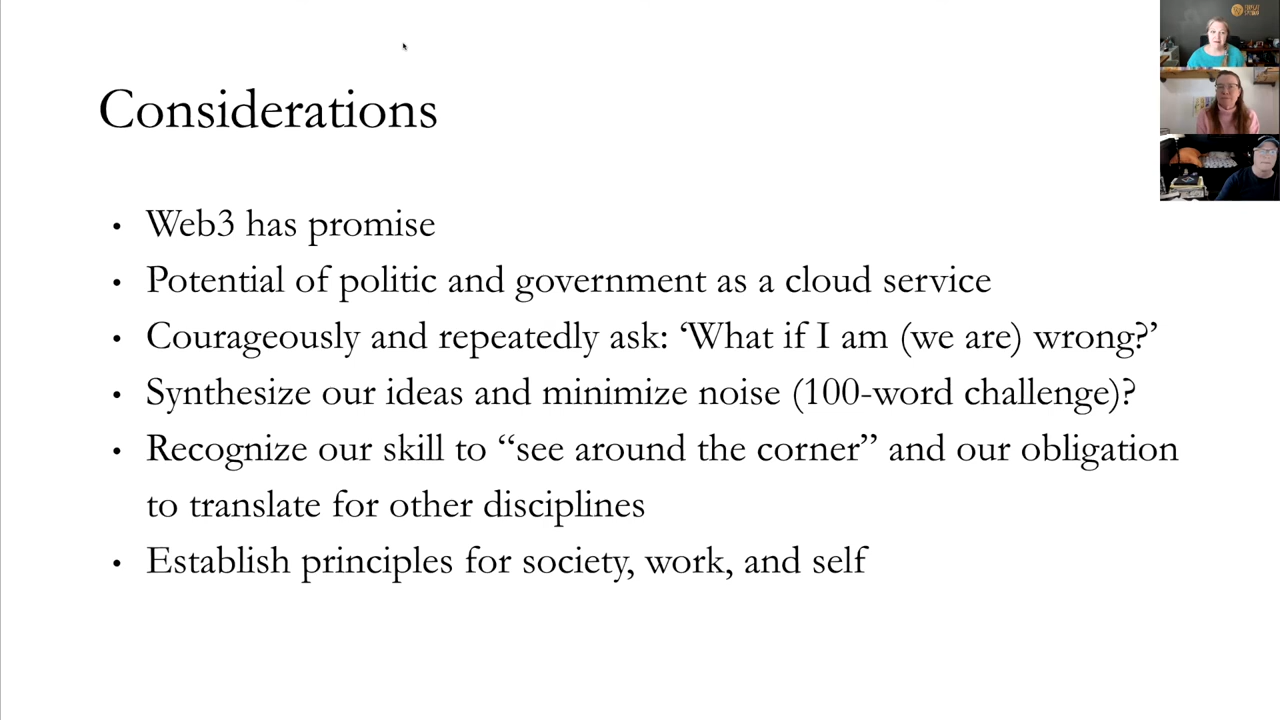 Considerations
• Web3 has promise
• Potential of politic and government as a cloud service
• Courageously and repeatedly ask: ‘What if I am (we are) wrong?’
• Synthesize our ideas and minimize noise (100-word challenge)?
• Recognize our skill to “see around the corner” and our obligation
to translate for other disciplines
• Establish principles for society, work, and self